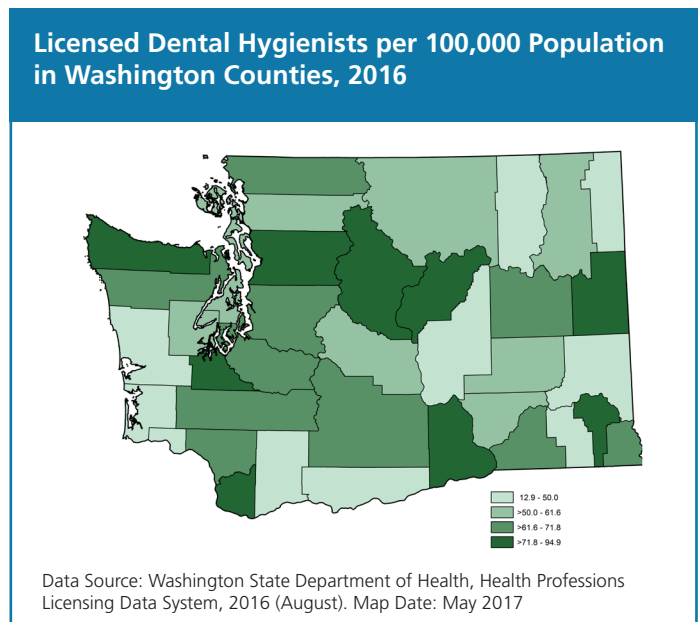 Licensed Dental Hygienists per 100,000 Population
in Washington Counties, 2016
12.9 - 50.0
>50.0 - 61.6
>61.6 - 71.8
>71.8 - 94.9
Data Source: Washington State Department of Health, Health Professions
Licensing Data System, 2016 (August). Map Date: May 2017